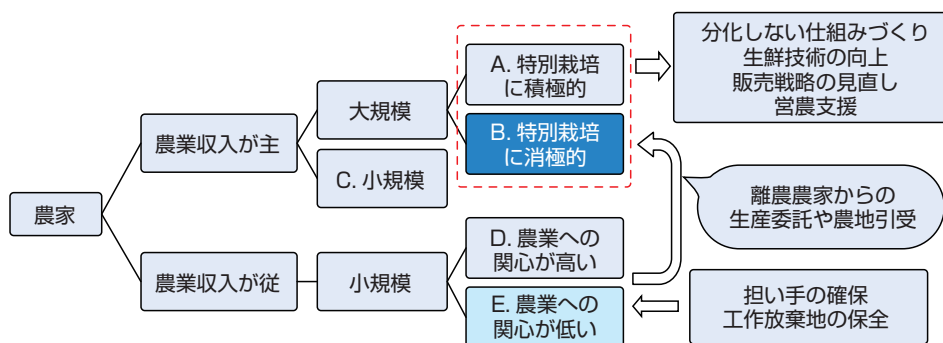 農家
農業収入が主
農業収入が従
大規模
C. 小規模
小規模
A. 特別栽培
に積極的
B. 特別栽培
に消極的
D. 農業への
関心が高い
E. 農業への
関心が低い
分化しない仕組みづくり
生鮮技術の向上
販売戦略の見直し
営農支援
離農農家からの
生産委託や農地引受
担い手の確保
工作放棄地の保全